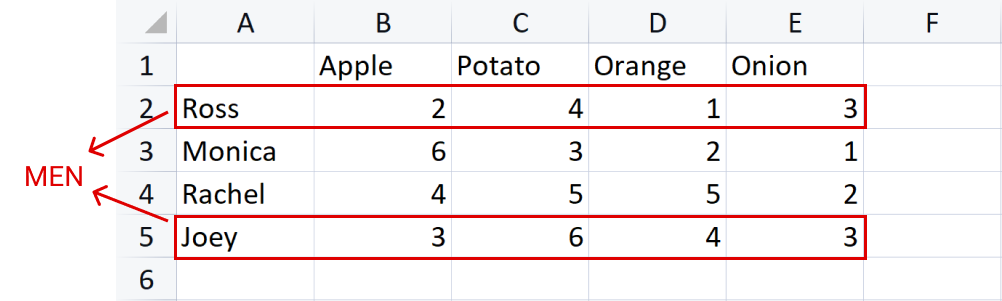 A B C D E F
1 Apple Potato Orange Onion
2 Ross 2 4 1 3
3 Monica 6 3 2 1
MEN
4 Rachel 4 5 5 2
5 Joey 3 6 4 3
6